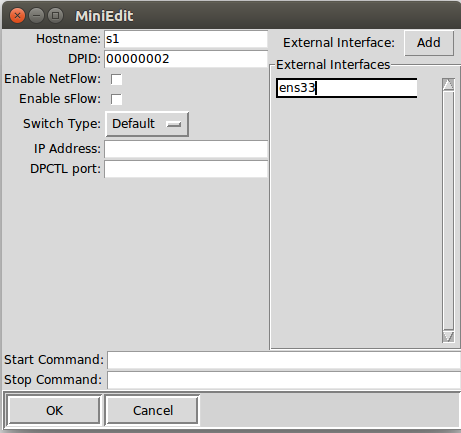 MiniEdit
Hostname: s1
DPID: 00000002
Enable NetFlow:
Enable sFlow:
Switch Type: Default
IP Address:
DPCTL port:
External Interface: Add
External Interfaces
ens33
Start Command:
Stop Command:
OK Cancel